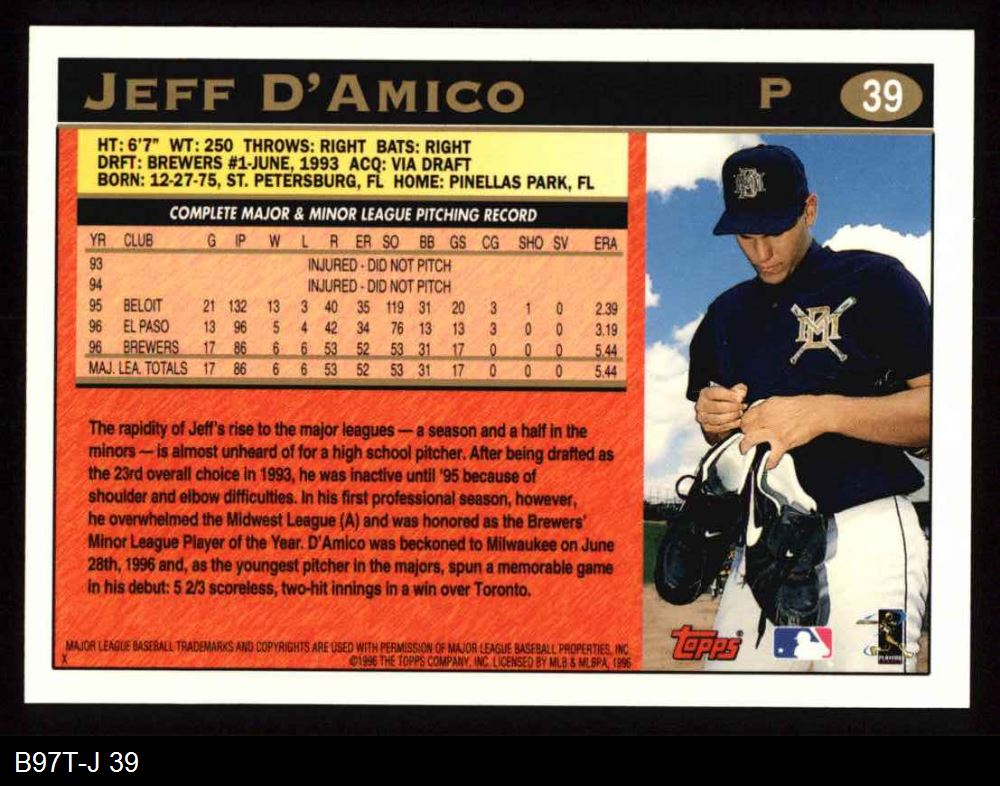 JEFF D'AMICO P 39
HT: 6'7" WT: 250 THROWS: RIGHT BATS: RIGHT
DRFT: BREWERS #1-JUNE, 1993 ACQ: VIA DRAFT
BORN: 12-27-75, ST. PETERSBURG, FL HOME: PINELLAS PARK, FL
COMPLETE MAJOR & MINOR LEAGUE PITCHING RECORD
YR CLUB G IP W L R ER SO BB GS CG SHO SV ERA
93 INJURED - DID NOT PITCH
94 INJURED - DID NOT PITCH
95 BELOIT 21 132 13 3 40 35 119 31 20 3 1 0 2.39
96 EL PASO 13 96 5 4 42 34 76 13 13 3 0 0 3.19
96 BREWERS 17 86 6 6 53 52 53 31 17 0 0 0 5.44
MAJ. LEA. TOTALS 17 86 6 6 53 52 53 31 17 0 0 0 5.44
The rapidity of Jeff's rise to the major leagues — a season and a half in the
minors — is almost unheard of for a high school pitcher. After being drafted as
the 23rd overall choice in 1993, he was inactive until '95 because of
shoulder and elbow difficulties. In his first professional season, however,
he overwhelmed the Midwest League (A) and was honored as the Brewers'
Minor League Player of the Year. D'Amico was beckoned to Milwaukee on June
28th, 1996 and, as the youngest pitcher in the majors, spun a memorable game
in his debut: 5 2/3 scoreless, two-hit innings in a win over Toronto.
MAJOR LEAGUE BASEBALL TRADEMARKS AND COPYRIGHTS ARE USED WITH PERMISSION OF MAJOR LEAGUE BASEBALL PROPERTIES, INC.
X ©1996 THE TOPPS COMPANY, INC. LICENSED BY MLB & MLBPA, 1996
topps
B97T-J 39